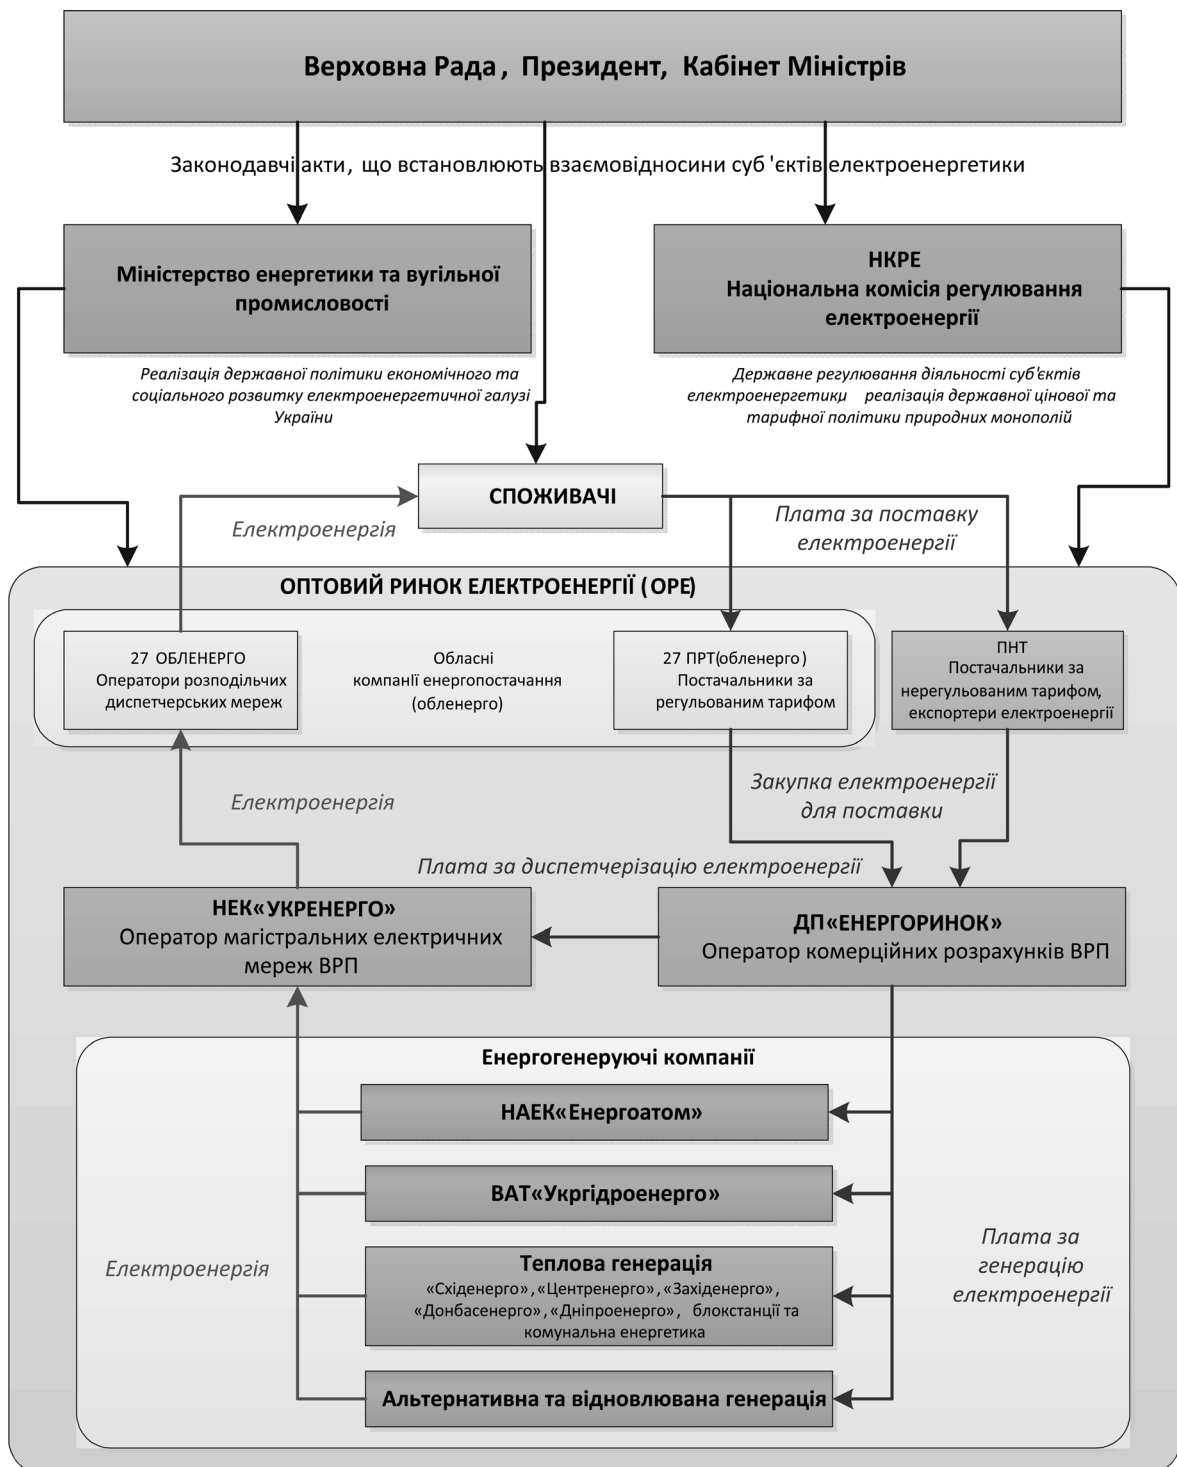 Верховна Рада, Президент, Кабінет Міністрів
Законодавчі акти, що встановлюють взаємовідносини суб'єктів електроенергетики
Міністерство енергетики та вугільної
промисловості
НКРЕ
Національна комісія регулювання
електроенергії
Реалізація державної політики економічного та
соціального розвитку електроенергетичної галузі
України
Державне регулювання діяльності суб'єктів
електроенергетики реалізація державної цінової та
тарифної політики природних монополій
СПОЖИВАЧІ
Електроенергія
Плата за поставку
електроенергії
ОПТОВИЙ РИНОК ЕЛЕКТРОЕНЕРГІЇ (ОРЕ)
27 ОБЛЕНЕРГО
Оператори розподільчих
диспетчерських мереж
Обласні
компанії енергопостачання
(обленерго)
27 ПРТ(обленерго)
Постачальники за
регульованим тарифом
ПНТ
Постачальники за
нерегульованим тарифом,
експортери електроенергії
Електроенергія
Закупка електроенергії
для поставки
Плата за диспетчерізацію електроенергії
НЕК«УКРЕНЕРГО»
Оператор магістральних електричних
мереж ВРП
ДП«ЕНЕРГОРИНОК»
Оператор комерційних розрахунків ВРП
Енергогенеруючі компанії
НАЕК«Енергоатом»
ВАТ«Укргідроенерго»
Теплова генерація
«Східенерго», «Центренерго», «Західенерго»,
«Донбасенерго», «Дніпроенерго», блокстанції та
комунальна енергетика
Альтернативна та відновлювана генерація
Електроенергія
Плата за
генерацію
електроенергії